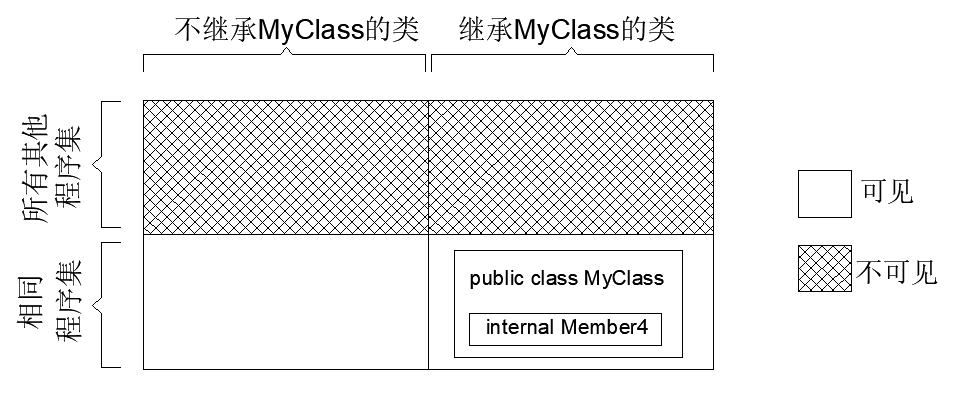 不继承MyClass的类
继承MyClass的类
所有其他
程序集
可见
不可见
相同
程序集
public class MyClass
internal Member4